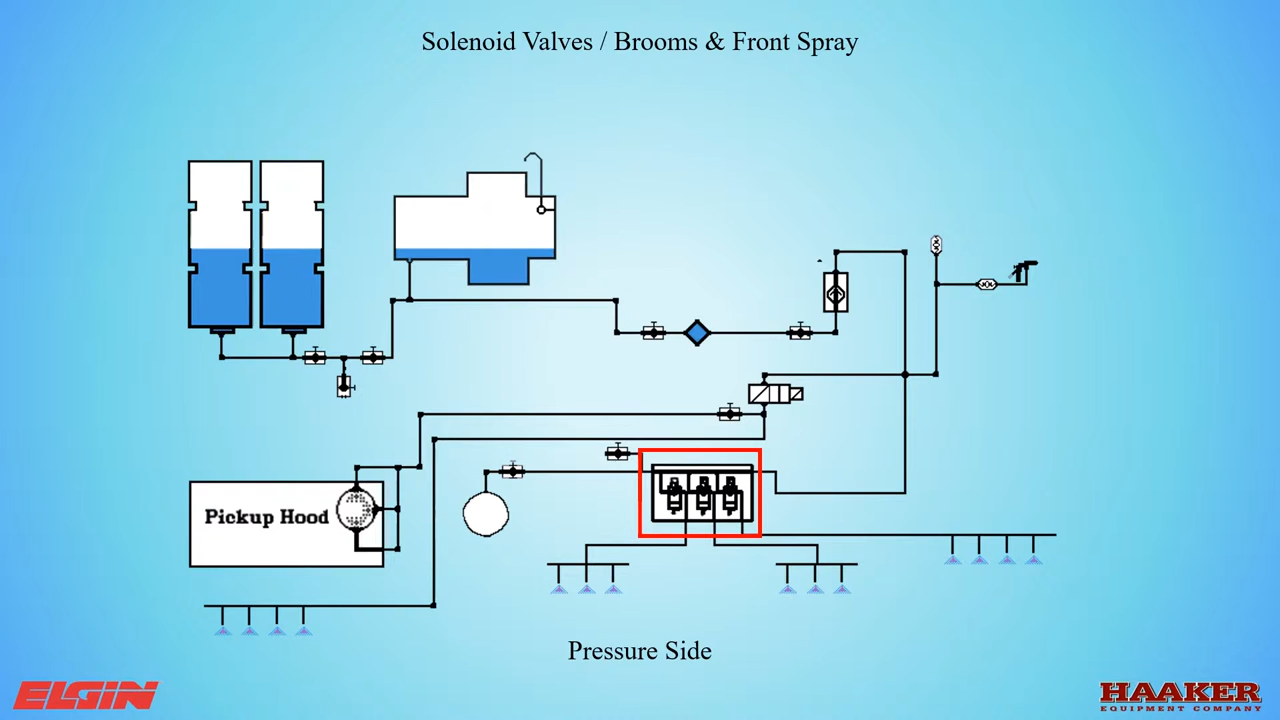 Solenoid Valves / Brooms & Front Spray
Pickup Hood
Pressure Side
ELGIN
HAAKER
EQUIPMENT COMPANY